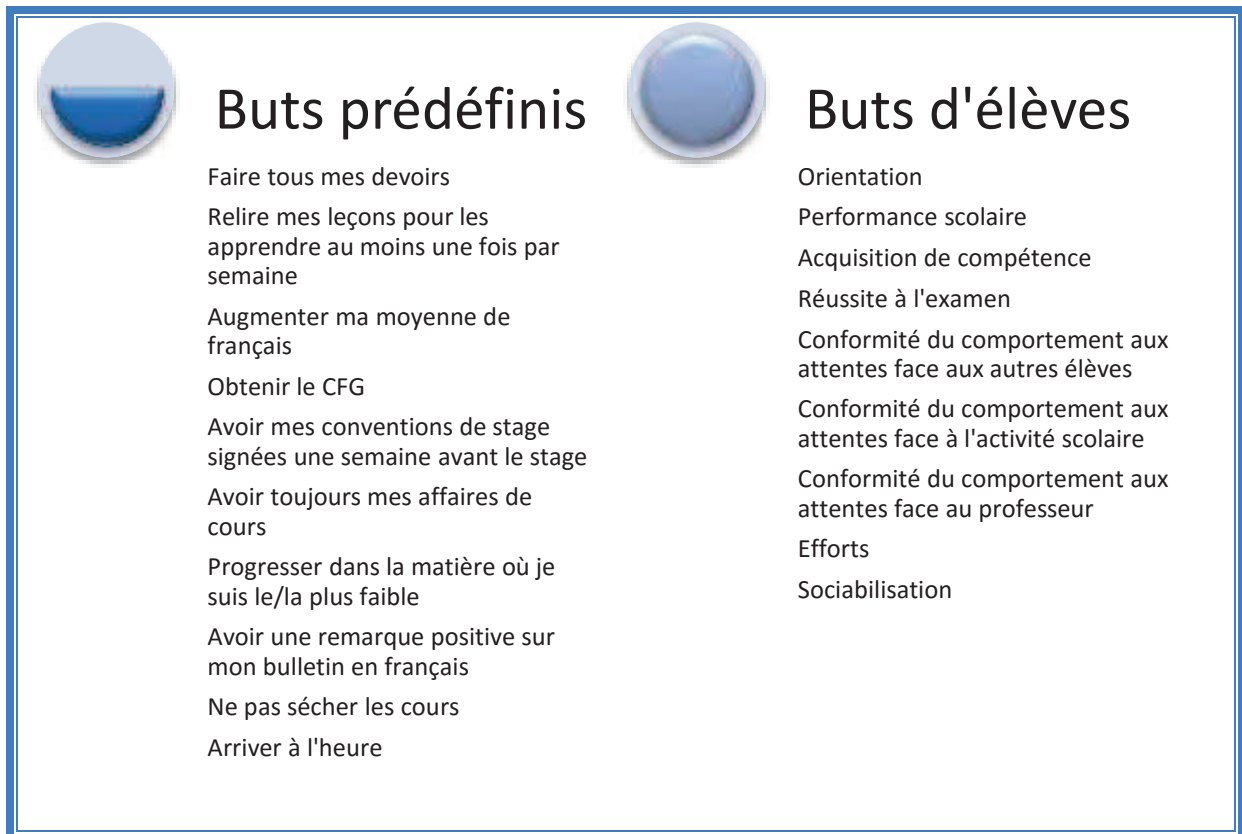 Buts prédéfinis
Faire tous mes devoirs
Relire mes leçons pour les
apprendre au moins une fois par
semaine
Augmenter ma moyenne de
français
Obtenir le CFG
Avoir mes conventions de stage
signées une semaine avant le stage
Avoir toujours mes affaires de
cours
Progresser dans la matière où je
suis le/la plus faible
Avoir une remarque positive sur
mon bulletin en français
Ne pas sécher les cours
Arriver à l'heure
Buts d'élèves
Orientation
Performance scolaire
Acquisition de compétence
Réussite à l'examen
Conformité du comportement aux
attentes face aux autres élèves
Conformité du comportement aux
attentes face à l'activité scolaire
Conformité du comportement aux
attentes face au professeur
Efforts
Sociabilisation